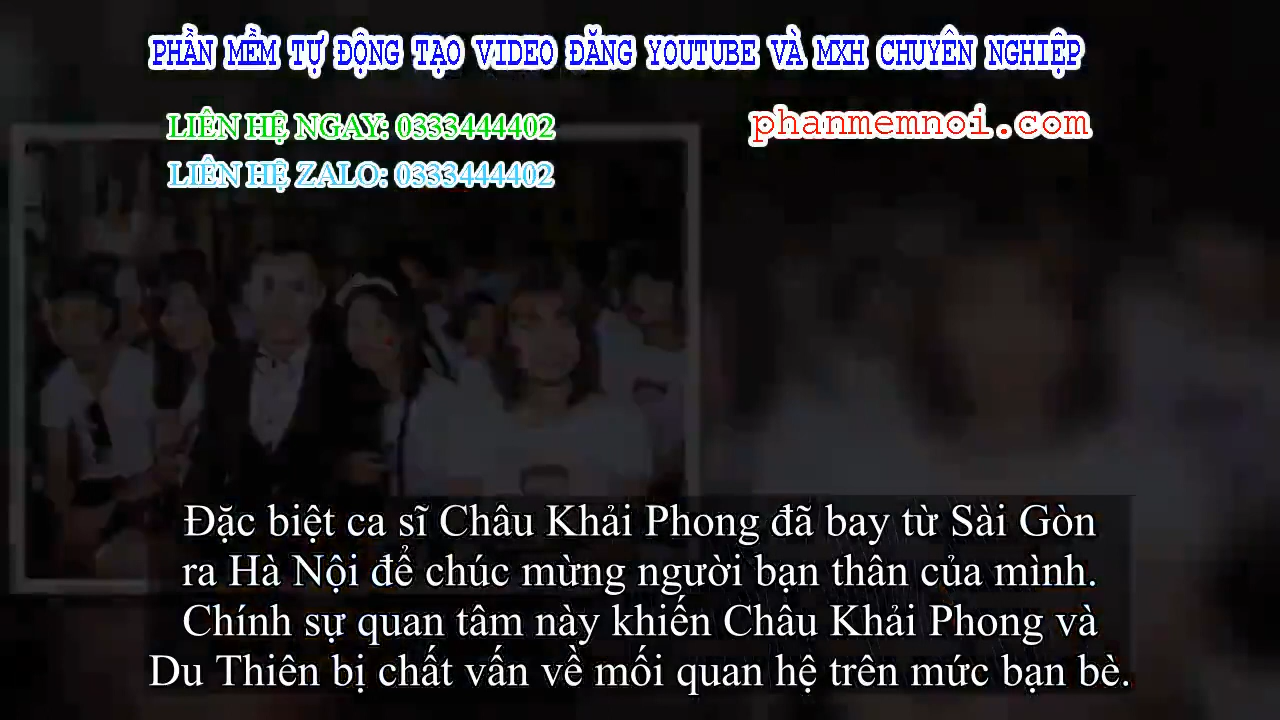 PHẦN MỀM TỰ ĐỘNG TẠO VIDEO ĐĂNG YOUTUBE VÀ MXH CHUYÊN NGHIỆP
LIÊN HỆ NGAY: 0333444402
phanmemnoi.com
LIÊN HỆ ZALO: 0333444402
Đặc biệt ca sĩ Châu Khải Phong đã bay từ Sài Gòn
ra Hà Nội để chúc mừng người bạn thân của mình.
Chính sự quan tâm này khiến Châu Khải Phong và
Du Thiên bị chất vấn về mối quan hệ trên mức bạn bè.